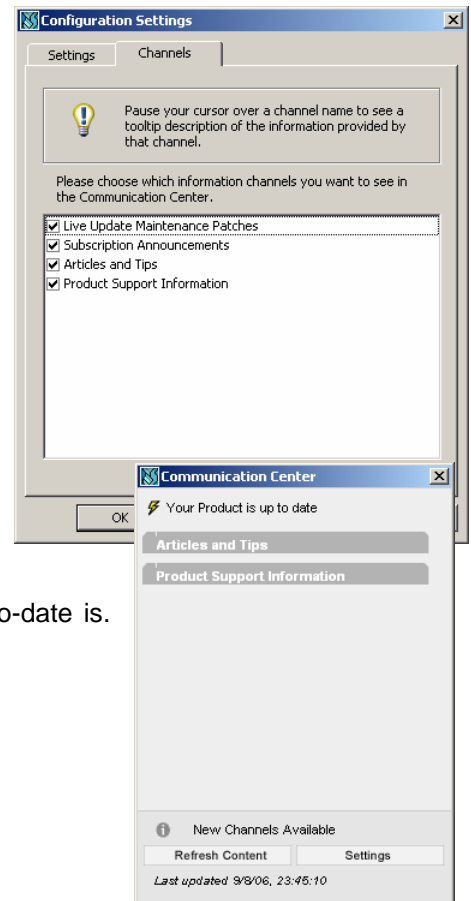 Configuration Settings
Settings
Channels
Pause your cursor over a channel name to see a
tooltip description of the information provided by
that channel.
Please choose which information channels you want to see in
the Communication Center.
Live Update Maintenance Patches
Subscription Announcements
Articles and Tips
Product Support Information
OK
Communication Center
Your Product is up to date
Articles and Tips
Product Support Information
o-date is.
New Channels Available
Refresh Content
Settings
Last updated 9/8/06, 23:45:10